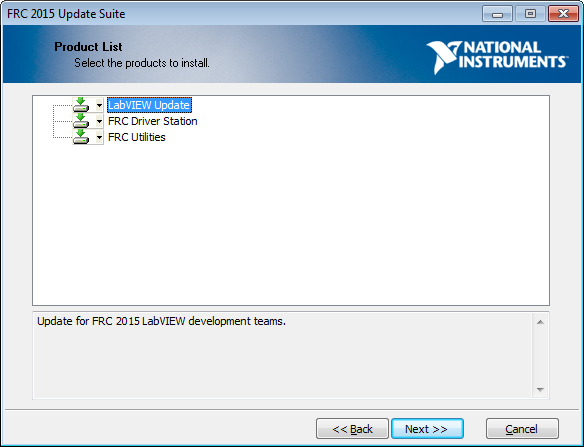 FRC 2015 Update Suite
Product List
Select the products to install.
NATIONAL
INSTRUMENTS
LabVIEW Update
FRC Driver Station
FRC Utilities
Update for FRC 2015 LabVIEW development teams.
<< Back
Next >>
Cancel